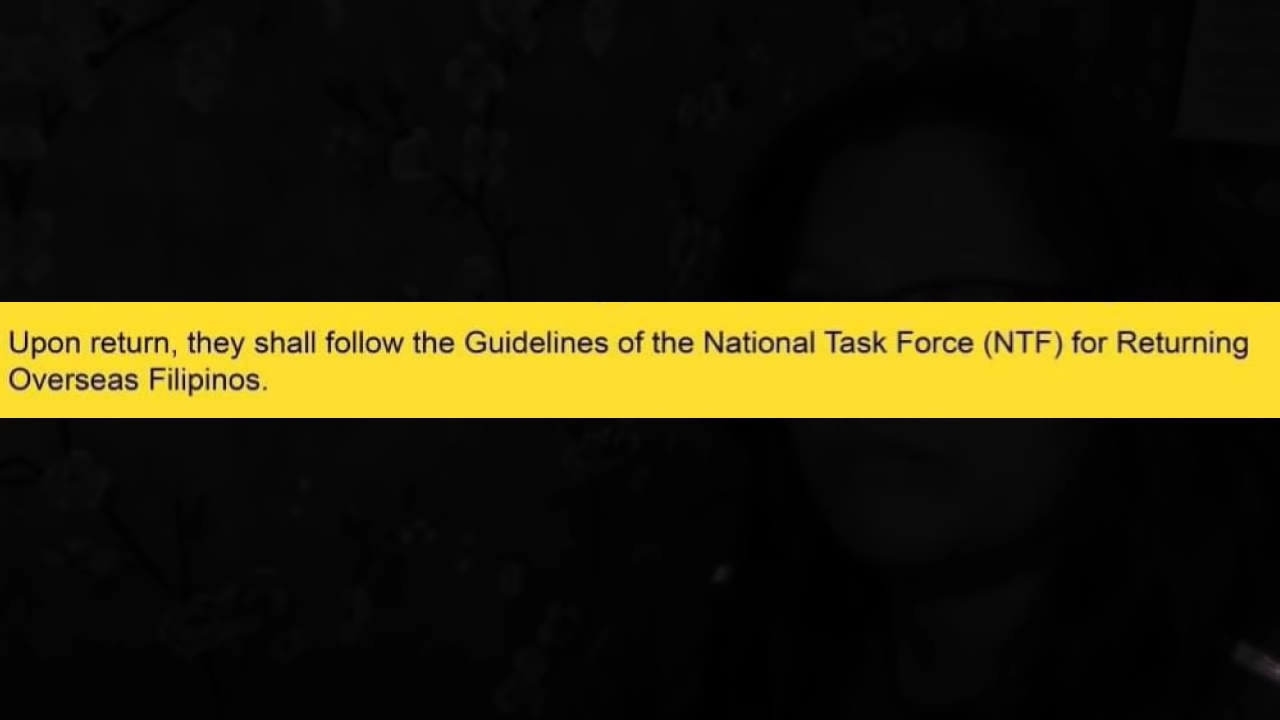 Upon return, they shall follow the Guidelines of the National Task Force (NTF) for Returning
Overseas Filipinos.